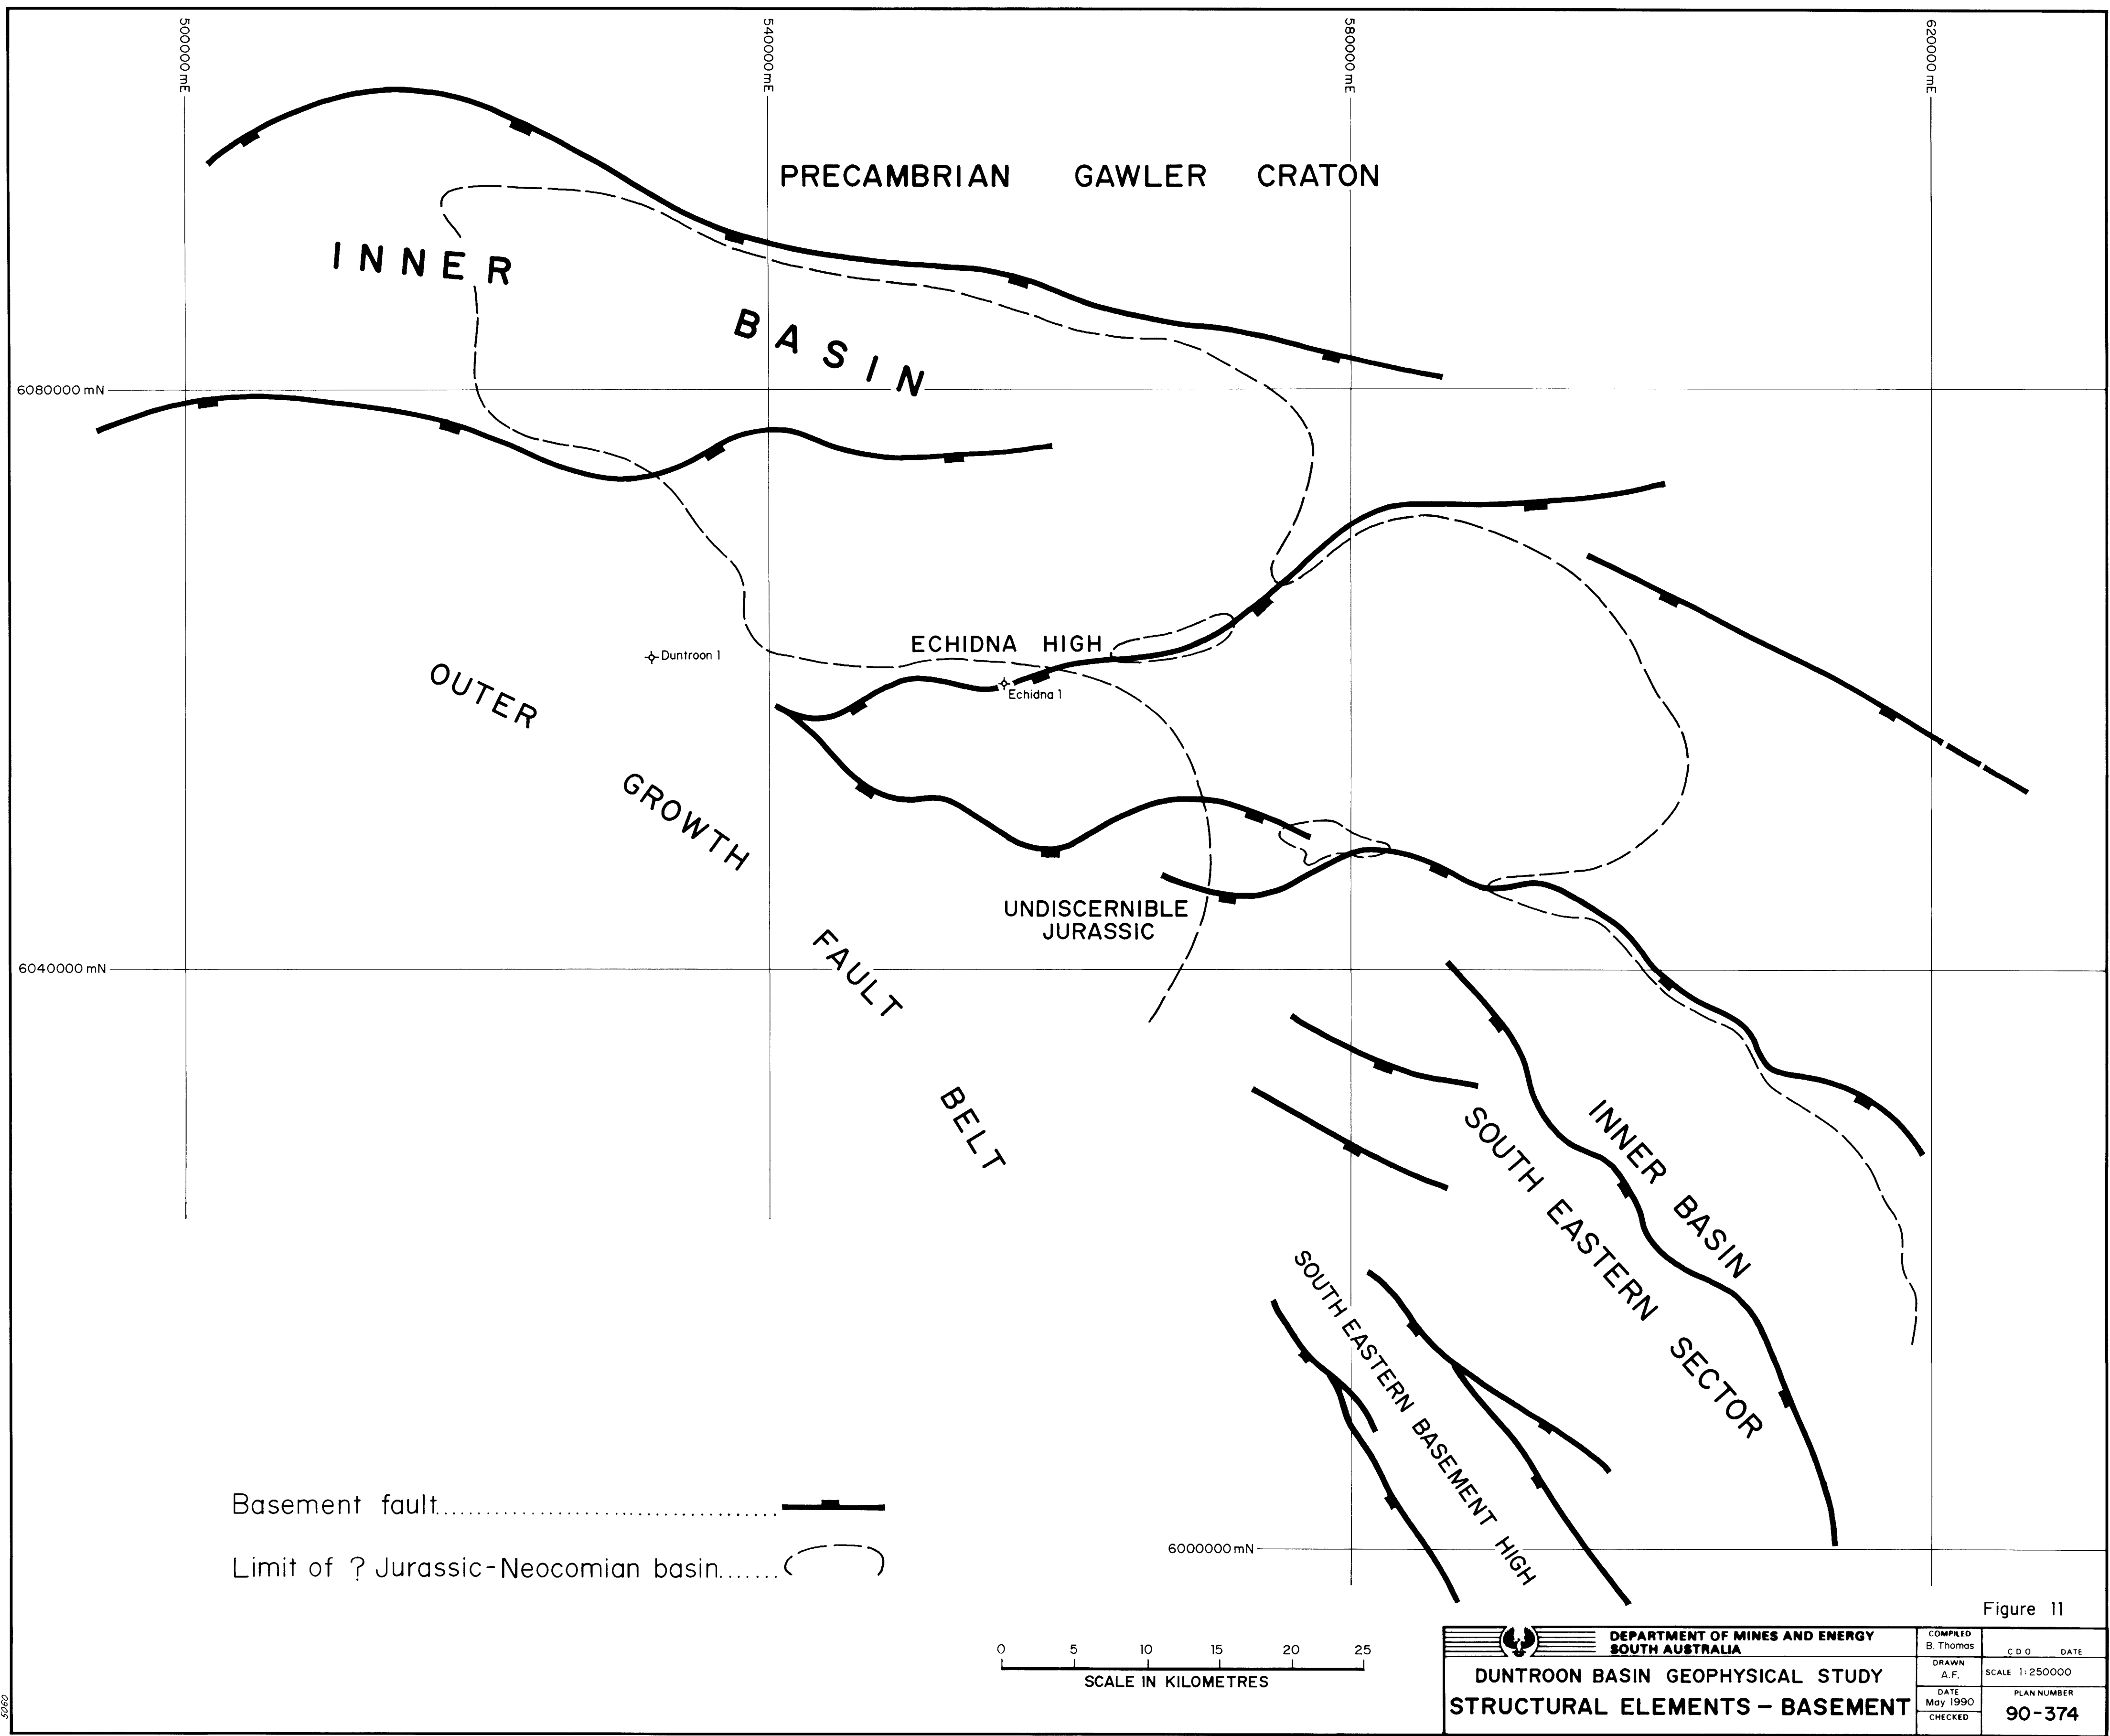 500000 mE
540000 mE
580000 mE
620000 mE
PRECAMBRIAN GAWLER CRATON
INNER
BASIN
6080000 mN
ECHIDNA HIGH
Duntroon 1
Echidna 1
OUTER
GROWTH
FAULT
BELT
UNDISCERNIBLE
JURASSIC
6040000 mN
INNER BASIN
SOUTH EASTERN SECTOR
SOUTH EASTERN BASEMENT HIGH
Basement fault
Limit of ? Jurassic-Neocomian basin
6000000 mN
Figure 11
0 5 10 15 20 25
SCALE IN KILOMETRES
DEPARTMENT OF MINES AND ENERGY
SOUTH AUSTRALIA
DUNTROON BASIN GEOPHYSICAL STUDY
STRUCTURAL ELEMENTS – BASEMENT
COMPILED
B. Thomas
DRAWN
A.F.
DATE
May 1990
CHECKED
C D O DATE
SCALE 1:250000
PLAN NUMBER
90-374
5060